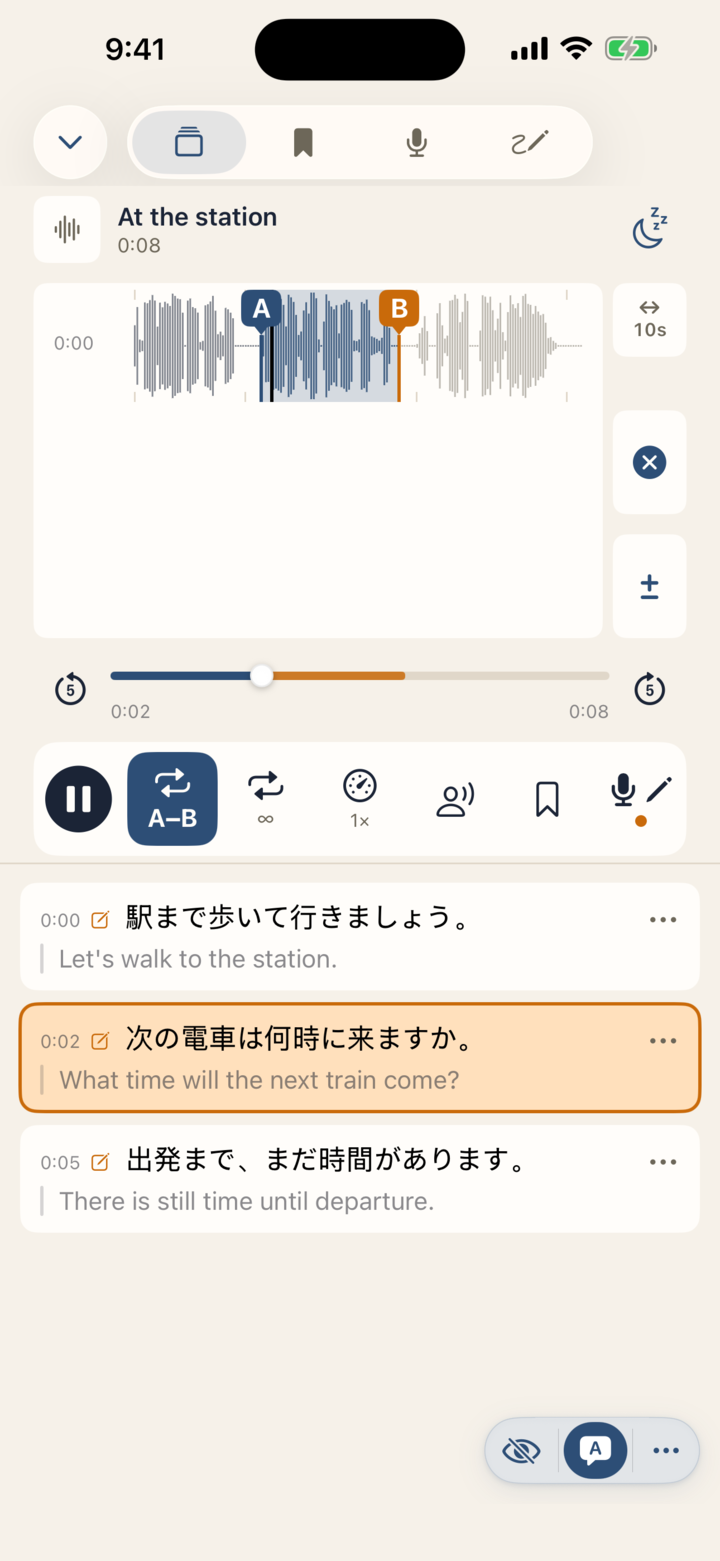 9:41
At the station
0:08
zzz
A
B
0:00
10s
5
5
0:02
0:08
A–B
∞
1×
0:00 駅まで歩いて行きましょう。
Let's walk to the station.
0:02 次の電車は何時に来ますか。
What time will the next train come?
0:05 出発まで、まだ時間があります。
There is still time until departure.
A